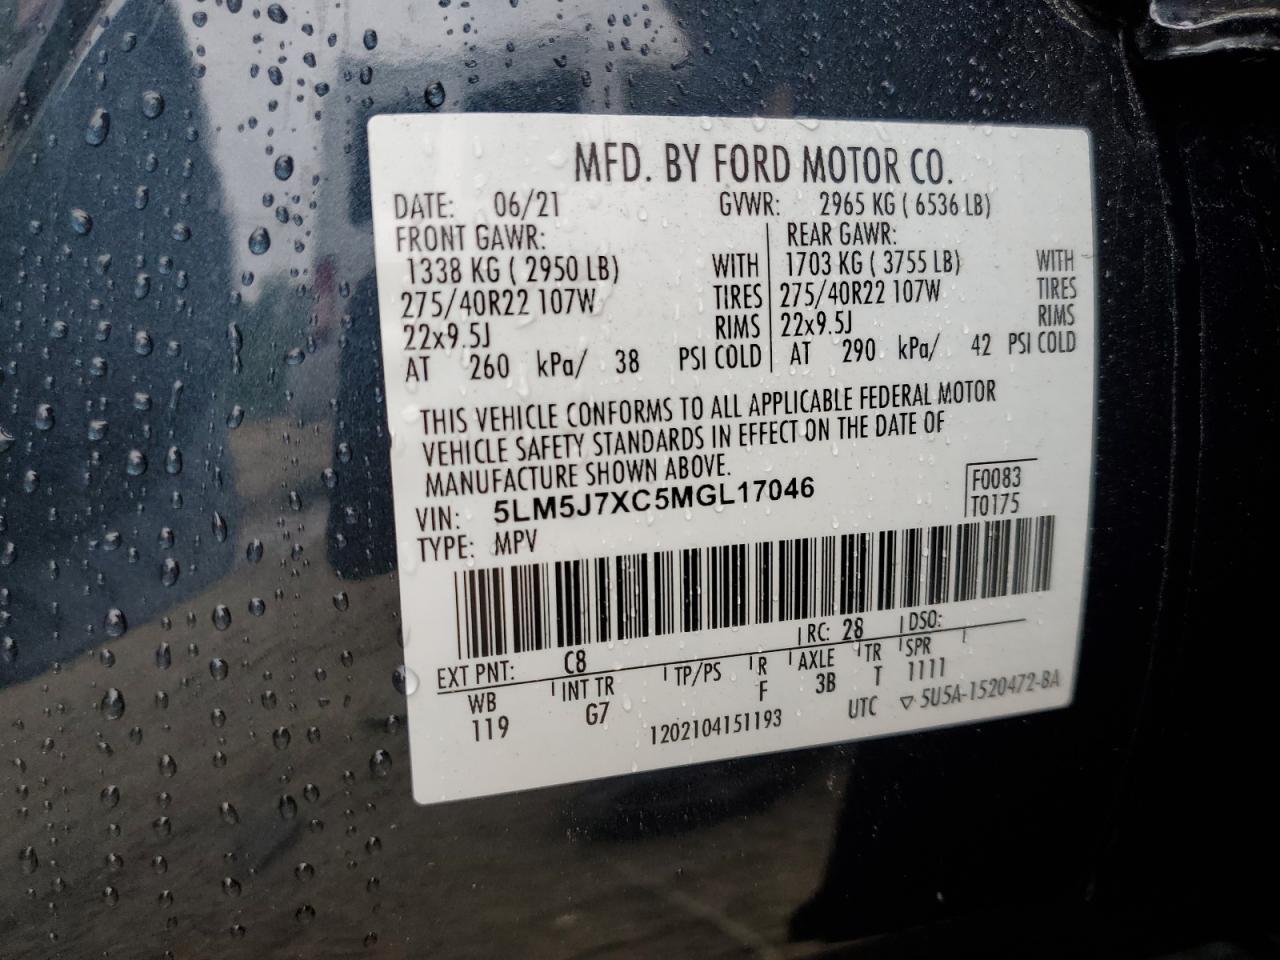 MFD. BY FORD MOTOR CO.
DATE: 06/21 GVWR: 2965 KG ( 6536 LB)
FRONT GAWR: REAR GAWR:
1338 KG ( 2950 LB) WITH 1703 KG ( 3755 LB) WITH
275/40R22 107W TIRES 275/40R22 107W TIRES
22x9.5J RIMS 22x9.5J RIMS
AT 260 kPa/ 38 PSI COLD AT 290 kPa/ 42 PSI COLD
THIS VEHICLE CONFORMS TO ALL APPLICABLE FEDERAL MOTOR
VEHICLE SAFETY STANDARDS IN EFFECT ON THE DATE OF
MANUFACTURE SHOWN ABOVE.
VIN: 5LM5J7XC5MGL17046 F0083
TYPE: MPV T0175
EXT PNT: C8 RC: 28 DSO:
WB INT TR TP/PS R AXLE TR SPR
119 G7 F 3B T 1111
1202104151193 UTC ▽ 5U5A-1520472-BA